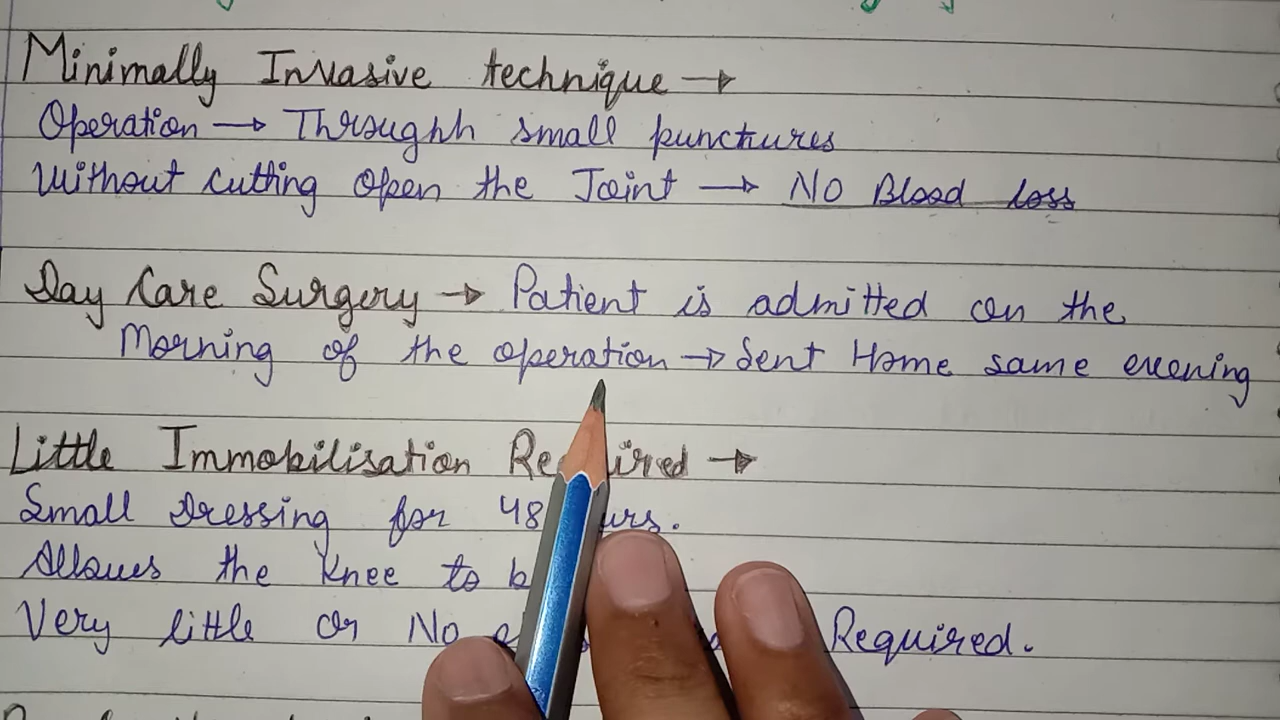 Minimally Invasive technique →
Operation → Throughh small punctures
Without cutting open the Joint → No Blood loss
Day Care Surgery → Patient is admitted on the
Morning of the operation → Sent Home same evening
Little Immobilisation →
Small dressing for 48
Allows the Knee to
Very little or No Required.